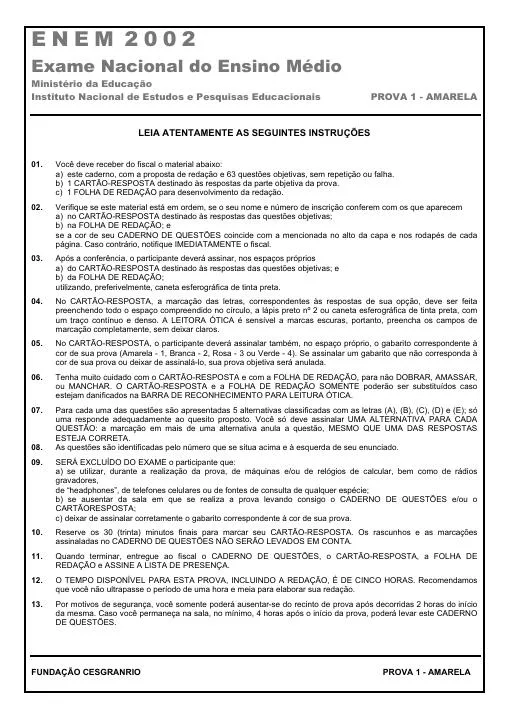 ENEM 2002
Exame Nacional do Ensino Médio
Ministério da Educação
Instituto Nacional de Estudos e Pesquisas Educacionais PROVA 1 - AMARELA
LEIA ATENTAMENTE AS SEGUINTES INSTRUÇÕES
01. Você deve receber do fiscal o material abaixo:
a) este caderno, com a proposta de redação e 63 questões objetivas, sem repetição ou falha.
b) 1 CARTÃO-RESPOSTA destinado às respostas da parte objetiva da prova.
c) 1 FOLHA DE REDAÇÃO para desenvolvimento da redação.
02. Verifique se este material está em ordem, se o seu nome e número de inscrição conferem com os que aparecem
a) no CARTÃO-RESPOSTA destinado às respostas das questões objetivas;
b) na FOLHA DE REDAÇÃO; e
se a cor de seu CADERNO DE QUESTÕES coincide com a mencionada no alto da capa e nos rodapés de cada
página. Caso contrário, notifique IMEDIATAMENTE o fiscal.
03. Após a conferência, o participante deverá assinar, nos espaços próprios
a) do CARTÃO-RESPOSTA destinado às respostas das questões objetivas; e
b) da FOLHA DE REDAÇÃO;
utilizando, preferivelmente, caneta esferográfica de tinta preta.
04. No CARTÃO-RESPOSTA, a marcação das letras, correspondentes às respostas de sua opção, deve ser feita
preenchendo todo o espaço compreendido no círculo, a lápis preto nº 2 ou caneta esferográfica de tinta preta, com
um traço contínuo e denso. A LEITORA ÓTICA é sensível a marcas escuras, portanto, preencha os campos de
marcação completamente, sem deixar claros.
05. No CARTÃO-RESPOSTA, o participante deverá assinalar também, no espaço próprio, o gabarito correspondente à
cor de sua prova (Amarela - 1, Branca - 2, Rosa - 3 ou Verde - 4). Se assinalar um gabarito que não corresponda à
cor de sua prova ou deixar de assinalá-lo, sua prova objetiva será anulada.
06. Tenha muito cuidado com o CARTÃO-RESPOSTA e com a FOLHA DE REDAÇÃO, para não DOBRAR, AMASSAR,
ou MANCHAR. O CARTÃO-RESPOSTA e a FOLHA DE REDAÇÃO SOMENTE poderão ser substituídos caso
estejam danificados na BARRA DE RECONHECIMENTO PARA LEITURA ÓTICA.
07. Para cada uma das questões são apresentadas 5 alternativas classificadas com as letras (A), (B), (C), (D) e (E); só
uma responde adequadamente ao quesito proposto. Você só deve assinalar UMA ALTERNATIVA PARA CADA
QUESTÃO: a marcação em mais de uma alternativa anula a questão, MESMO QUE UMA DAS RESPOSTAS
ESTEJA CORRETA.
08. As questões são identificadas pelo número que se situa acima e à esquerda de seu enunciado.
09. SERÁ EXCLUÍDO DO EXAME o participante que:
a) se utilizar, durante a realização da prova, de máquinas e/ou de relógios de calcular, bem como de rádios
gravadores,
de “headphones”, de telefones celulares ou de fontes de consulta de qualquer espécie;
b) se ausentar da sala em que se realiza a prova levando consigo o CADERNO DE QUESTÕES e/ou o
CARTÃORESPOSTA;
c) deixar de assinalar corretamente o gabarito correspondente à cor de sua prova.
10. Reserve os 30 (trinta) minutos finais para marcar seu CARTÃO-RESPOSTA. Os rascunhos e as marcações
assinaladas no CADERNO DE QUESTÕES NÃO SERÃO LEVADOS EM CONTA.
11. Quando terminar, entregue ao fiscal o CADERNO DE QUESTÕES, o CARTÃO-RESPOSTA, a FOLHA DE
REDAÇÃO e ASSINE A LISTA DE PRESENÇA.
12. O TEMPO DISPONÍVEL PARA ESTA PROVA, INCLUINDO A REDAÇÃO, É DE CINCO HORAS. Recomendamos
que você não ultrapasse o período de uma hora e meia para elaborar sua redação.
13. Por motivos de segurança, você somente poderá ausentar-se do recinto de prova após decorridas 2 horas do início
da mesma. Caso você permaneça na sala, no mínimo, 4 horas após o início da prova, poderá levar este CADERNO
DE QUESTÕES.
FUNDAÇÃO CESGRANRIO PROVA 1 - AMARELA